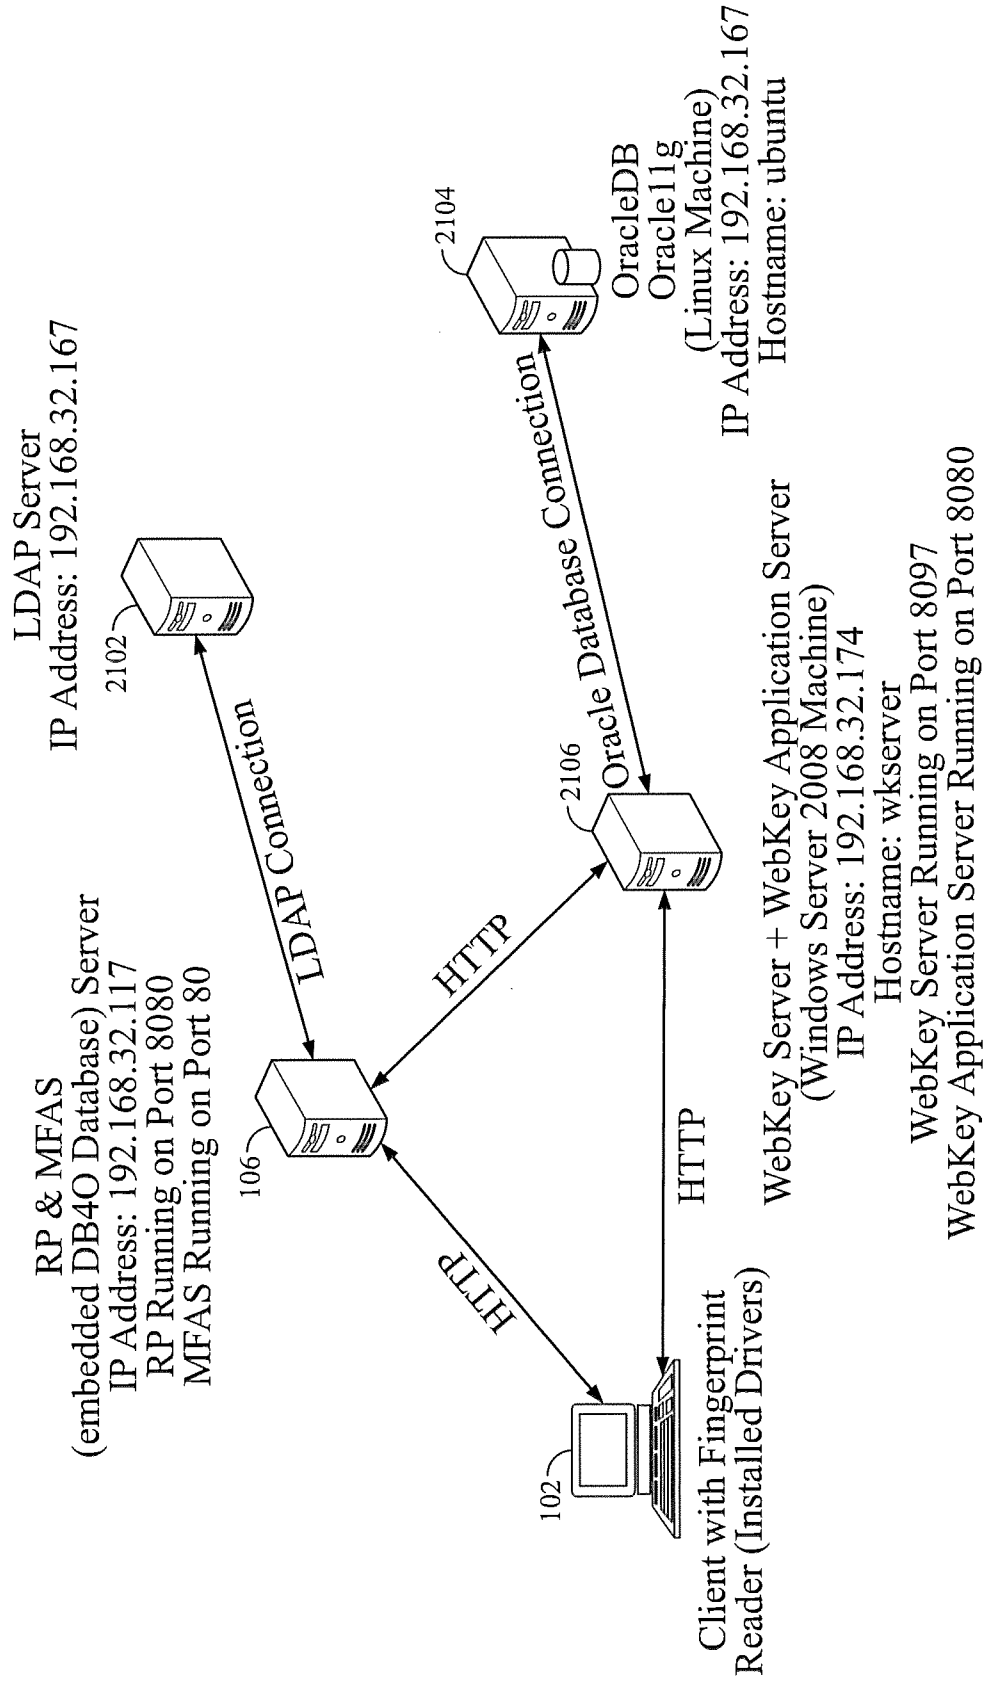 LDAP Server
IP Address: 192.168.32.167
2102
RP & MFAS
(embedded DB4O Database) Server
IP Address: 192.168.32.117
RP Running on Port 8080
MFAS Running on Port 80
106
LDAP Connection
HTTP
HTTP
102
Client with Fingerprint
Reader (Installed Drivers)
HTTP
2106
Oracle Database Connection
2104
OracleDB
Oracle11g
(Linux Machine)
IP Address: 192.168.32.167
Hostname: ubuntu
WebKey Server + WebKey Application Server
(Windows Server 2008 Machine)
IP Address: 192.168.32.174
Hostname: wkserver
WebKey Server Running on Port 8097
WebKey Application Server Running on Port 8080